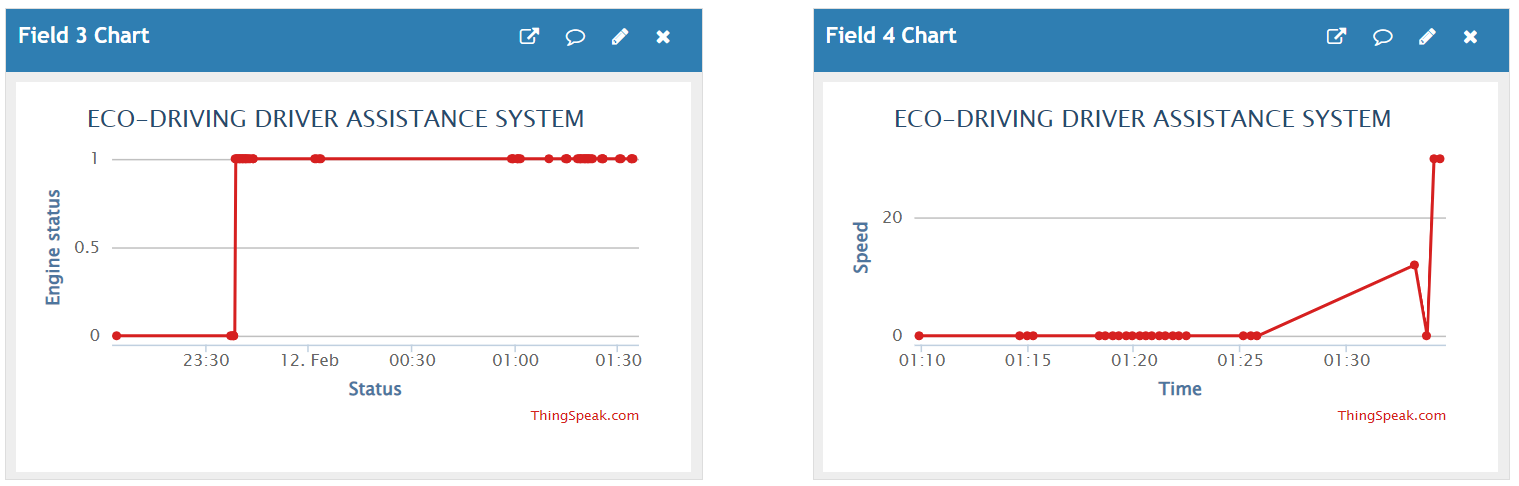 Field 3 Chart
ECO-DRIVING DRIVER ASSISTANCE SYSTEM
Engine status
1
0.5
0
23:30 12. Feb 00:30 01:00 01:30
Status
ThingSpeak.com
Field 4 Chart
ECO-DRIVING DRIVER ASSISTANCE SYSTEM
Speed
20
0
01:10 01:15 01:20 01:25 01:30
Time
ThingSpeak.com